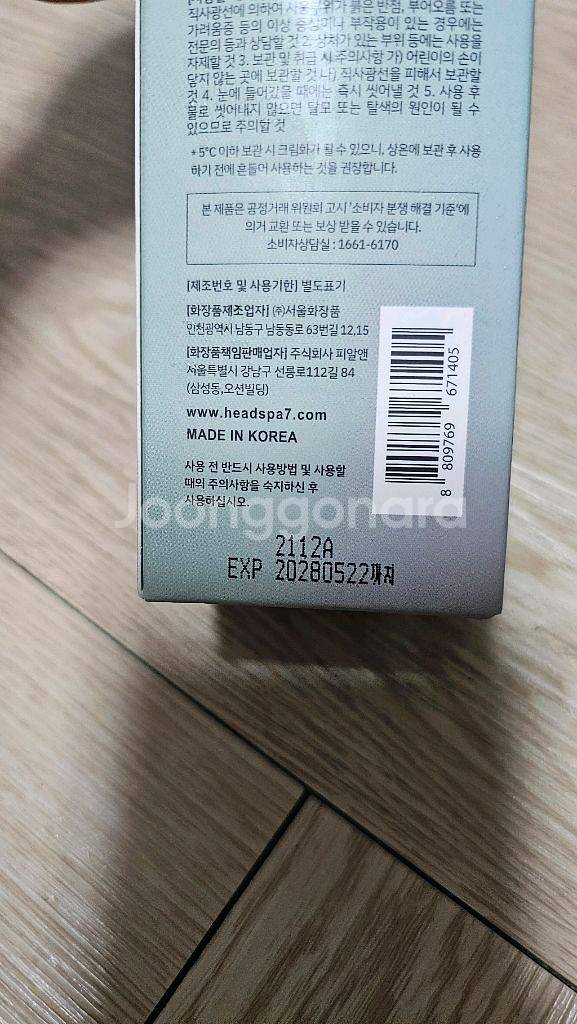 직사광선에 의하여 사용부위가 붉은 반점, 부어오름 또는
가려움증 등의 이상 증상이나 부작용이 있는 경우에는
전문의 등과 상담할 것 2. 상처가 있는 부위 등에는 사용을
자제할 것 3. 보관 및 취급 시 주의사항 가) 어린이의 손이
닿지 않는 곳에 보관할 것 나) 직사광선을 피해서 보관할
것 4. 눈에 들어갔을 때에는 즉시 씻어낼 것 5. 사용 후
물로 씻어내지 않으면 탈모 또는 탈색의 원인이 될 수
있으므로 주의할 것
* 5°C 이하 보관 시 크림화가 될 수 있으니, 상온에 보관 후 사용
하기 전에 흔들어 사용하는 것을 권장합니다.
본 제품은 공정거래 위원회 고시 '소비자 분쟁 해결 기준'에
의거 교환 또는 보상 받을 수 있습니다.
소비자상담실 : 1661-6170
[제조번호 및 사용기한] 별도표기
[화장품제조업자] ㈜서울화장품
인천광역시 남동구 남동동로 63번길 12,15
[화장품책임판매업자] 주식회사 피알앤
서울특별시 강남구 선릉로112길 84
(삼성동,오션빌딩)
www.headspa7.com
MADE IN KOREA
사용 전 반드시 사용방법 및 사용할
때의 주의사항을 숙지하신 후
사용하십시오.
8 809769 671405
Joonggonara
2112A
EXP 20280522까지